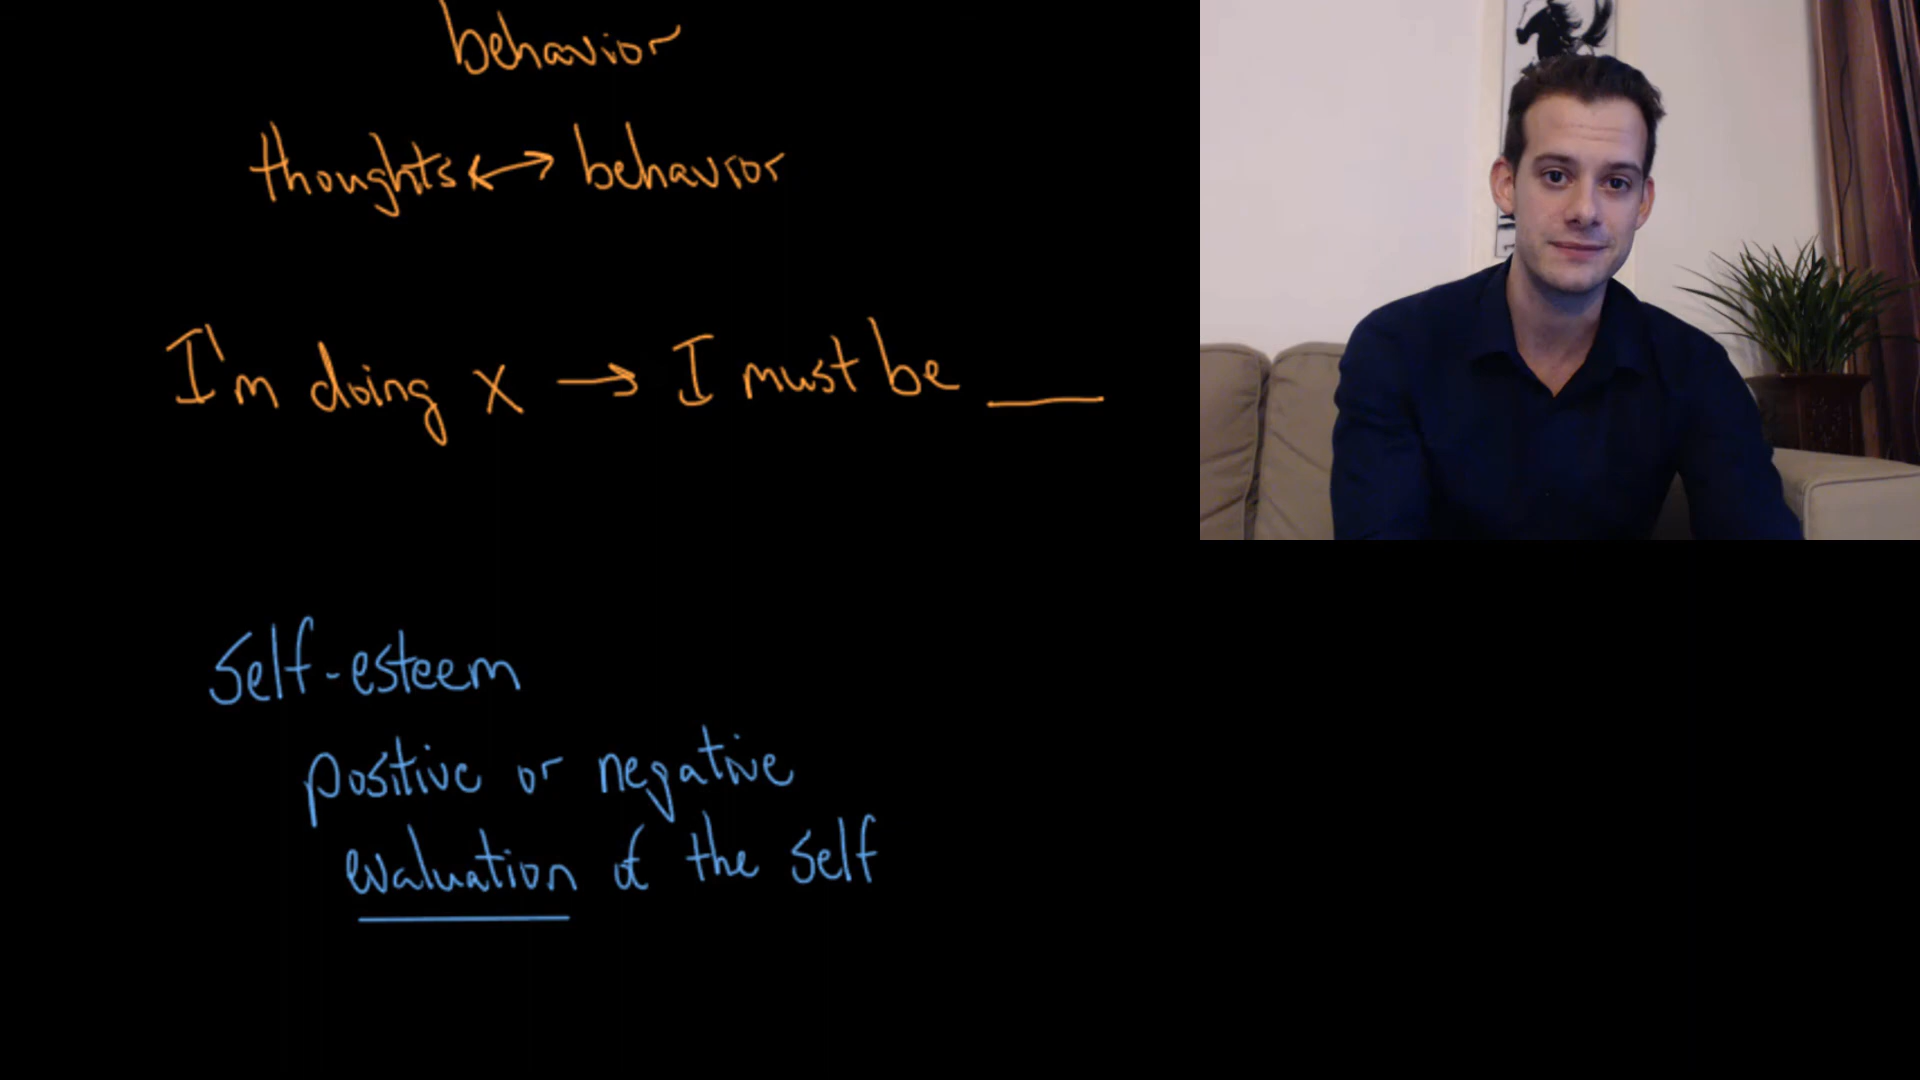 behavior
thoughts ↔ behavior
I'm doing x → I must be ___
Self-esteem
positive or negative
evaluation of the self